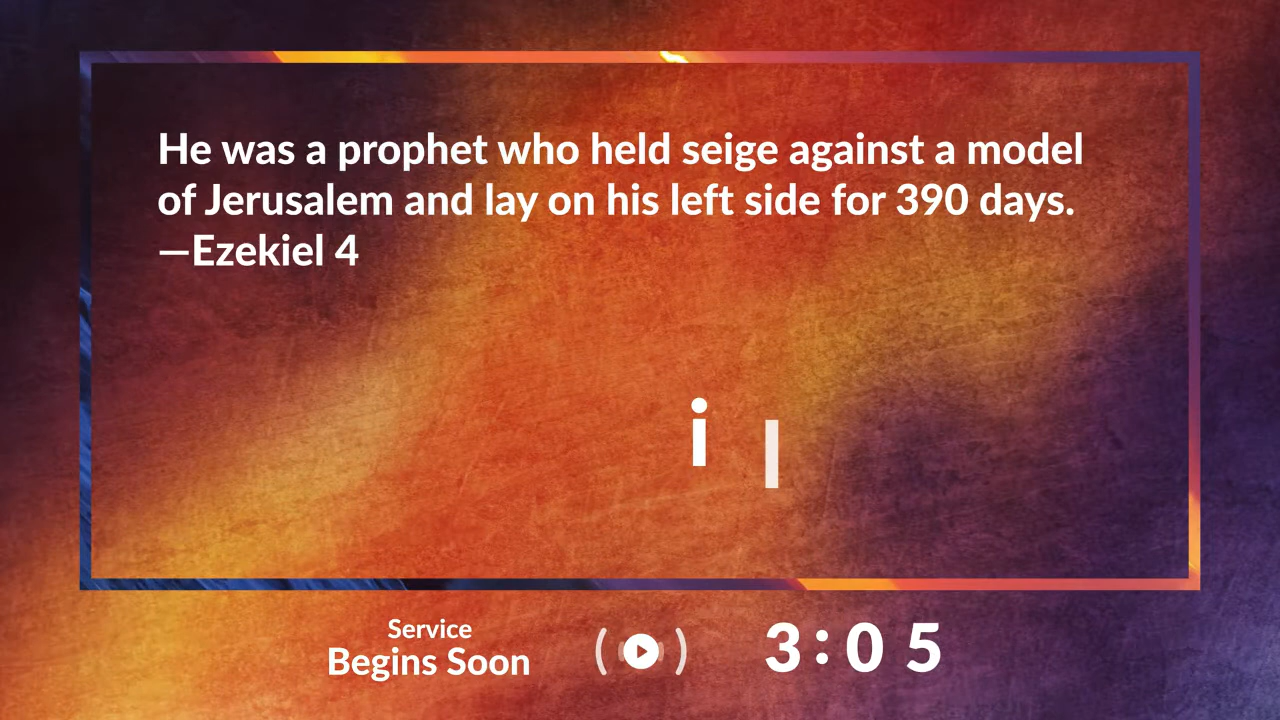 He was a prophet who held seige against a model
of Jerusalem and lay on his left side for 390 days.
—Ezekiel 4
i l
Service
Begins Soon
3:05